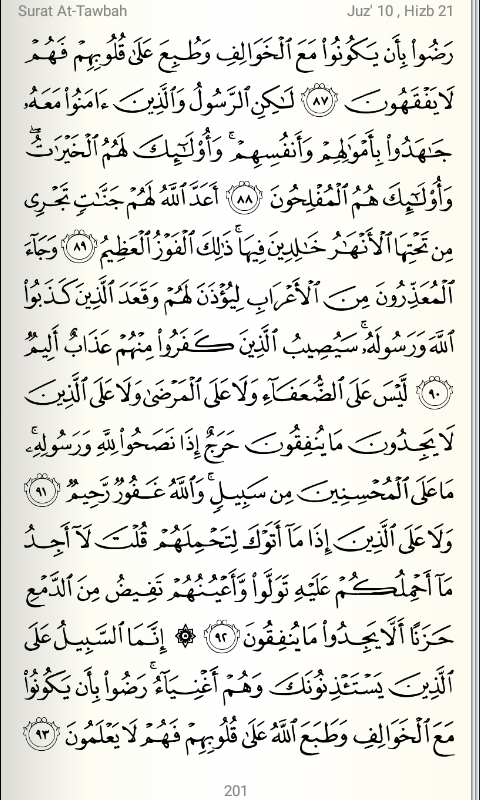 Surat At-Tawbah
Juz' 10 , Hizb 21
رَضُوا۟ بِأَن يَكُونُوا۟ مَعَ ٱلْخَوَالِفِ وَطُبِعَ عَلَىٰ قُلُوبِهِمْ فَهُمْ
لَا يَفْقَهُونَ ٨٧ لَـٰكِنِ ٱلرَّسُولُ وَٱلَّذِينَ ءَامَنُوا۟ مَعَهُۥ
جَـٰهَدُوا۟ بِأَمْوَٰلِهِمْ وَأَنفُسِهِمْ ۚ وَأُو۟لَـٰٓئِكَ لَهُمُ ٱلْخَيْرَٰتُ ۖ
وَأُو۟لَـٰٓئِكَ هُمُ ٱلْمُفْلِحُونَ ٨٨ أَعَدَّ ٱللَّهُ لَهُمْ جَنَّـٰتٍ تَجْرِى
مِن تَحْتِهَا ٱلْأَنْهَـٰرُ خَـٰلِدِينَ فِيهَا ۚ ذَٰلِكَ ٱلْفَوْزُ ٱلْعَظِيمُ ٨٩ وَجَآءَ
ٱلْمُعَذِّرُونَ مِنَ ٱلْأَعْرَابِ لِيُؤْذَنَ لَهُمْ وَقَعَدَ ٱلَّذِينَ كَذَبُوا۟
ٱللَّهَ وَرَسُولَهُۥ ۚ سَيُصِيبُ ٱلَّذِينَ كَفَرُوا۟ مِنْهُمْ عَذَابٌ أَلِيمٌ
٩٠ لَّيْسَ عَلَى ٱلضُّعَفَآءِ وَلَا عَلَى ٱلْمَرْضَىٰ وَلَا عَلَى ٱلَّذِينَ
لَا يَجِدُونَ مَا يُنفِقُونَ حَرَجٌ إِذَا نَصَحُوا۟ لِلَّهِ وَرَسُولِهِۦ ۚ
مَا عَلَى ٱلْمُحْسِنِينَ مِن سَبِيلٍ ۚ وَٱللَّهُ غَفُورٌ رَّحِيمٌ ٩١
وَلَا عَلَى ٱلَّذِينَ إِذَا مَآ أَتَوْكَ لِتَحْمِلَهُمْ قُلْتَ لَآ أَجِدُ
مَآ أَحْمِلُكُمْ عَلَيْهِ تَوَلَّوا۟ وَّأَعْيُنُهُمْ تَفِيضُ مِنَ ٱلدَّمْعِ
حَزَنًا أَلَّا يَجِدُوا۟ مَا يُنفِقُونَ ٩٢ ۞ إِنَّمَا ٱلسَّبِيلُ عَلَى
ٱلَّذِينَ يَسْتَـْٔذِنُونَكَ وَهُمْ أَغْنِيَآءُ ۚ رَضُوا۟ بِأَن يَكُونُوا۟
مَعَ ٱلْخَوَالِفِ وَطَبَعَ ٱللَّهُ عَلَىٰ قُلُوبِهِمْ فَهُمْ لَا يَعْلَمُونَ ٩٣
201